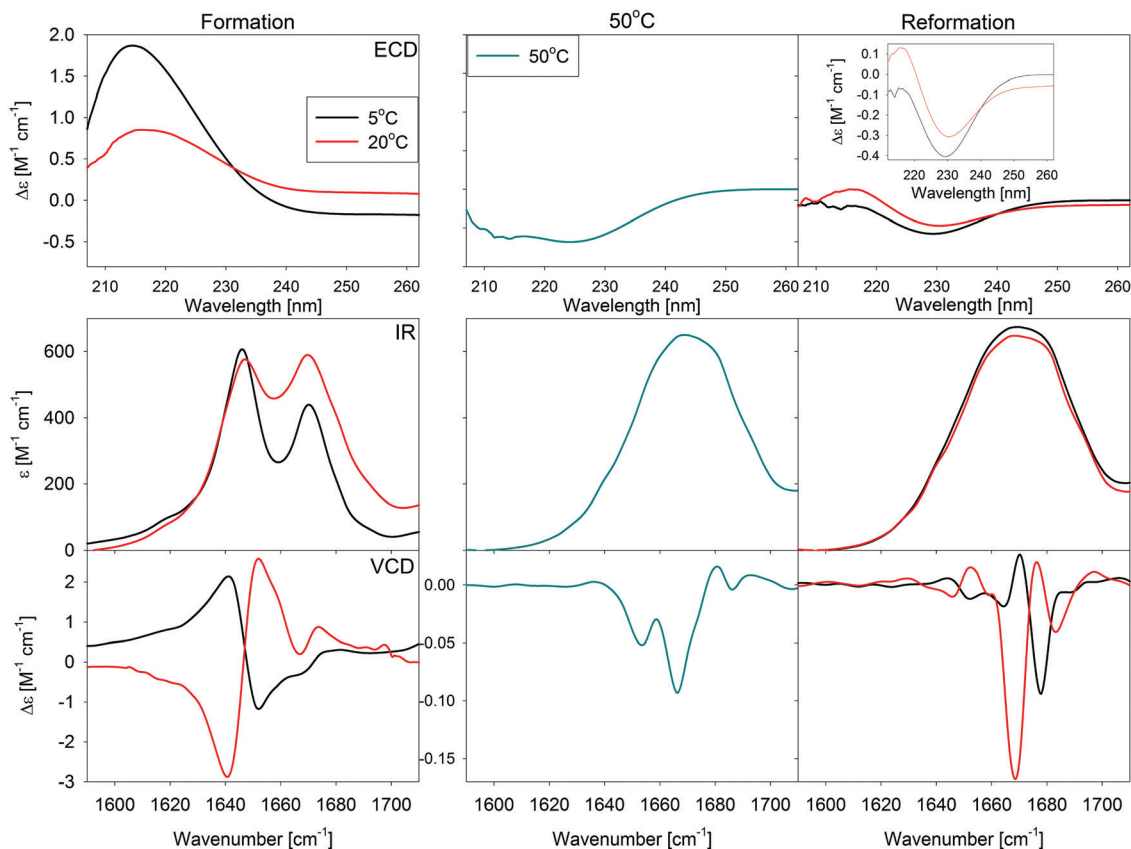 Formation
50°C
Reformation
ECD
2.0
1.5
1.0
0.5
0.0
-0.5
Δε [M⁻¹ cm⁻¹]
5°C
20°C
210 220 230 240 250 260
Wavelength [nm]
50°C
210 220 230 240 250 260
Wavelength [nm]
0.1
0.0
-0.1
-0.2
-0.3
-0.4
Δε [M⁻¹ cm⁻¹]
220 230 240 250 260
Wavelength [nm]
210 220 230 240 250 260
Wavelength [nm]
IR
600
400
200
0
ε [M⁻¹ cm⁻¹]
VCD
2
1
0
-1
-2
-3
Δε [M⁻¹ cm⁻¹]
0.00
-0.05
-0.10
-0.15
1600 1620 1640 1660 1680 1700
Wavenumber [cm⁻¹]
1600 1620 1640 1660 1680 1700
Wavenumber [cm⁻¹]
1600 1620 1640 1660 1680 1700
Wavenumber [cm⁻¹]